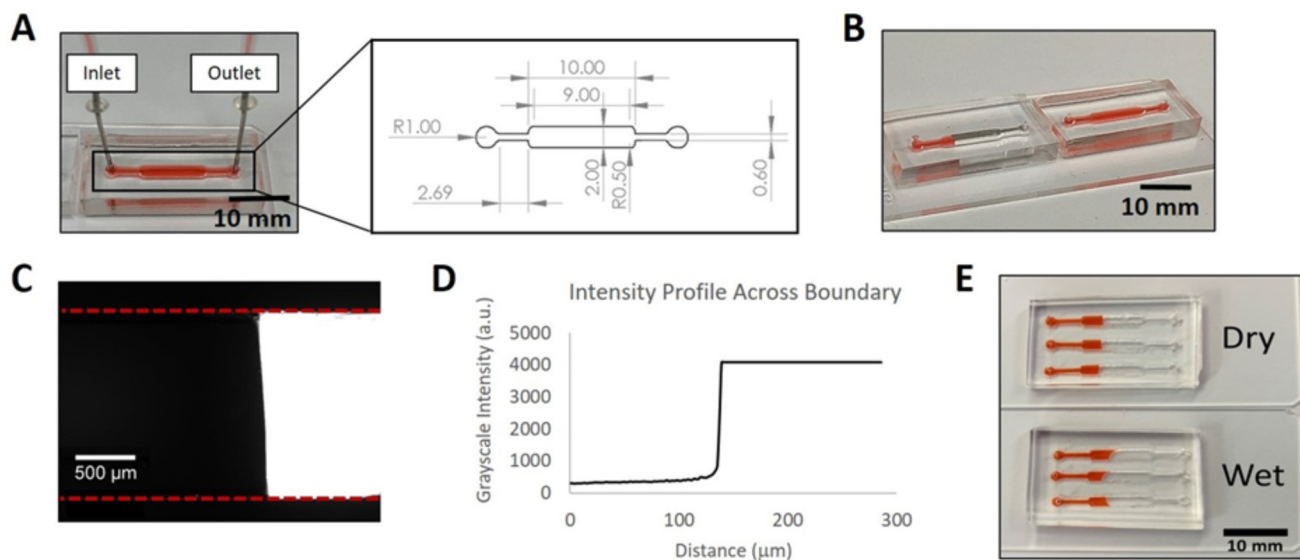 A
Inlet
Outlet
10 mm
10.00
9.00
R1.00
2.69
2.00
R0.50
0.60
B
10 mm
C
500 µm
D
Intensity Profile Across Boundary
Grayscale Intensity (a.u.)
5000
4000
3000
2000
1000
0
0
100
200
300
Distance (µm)
E
Dry
Wet
10 mm